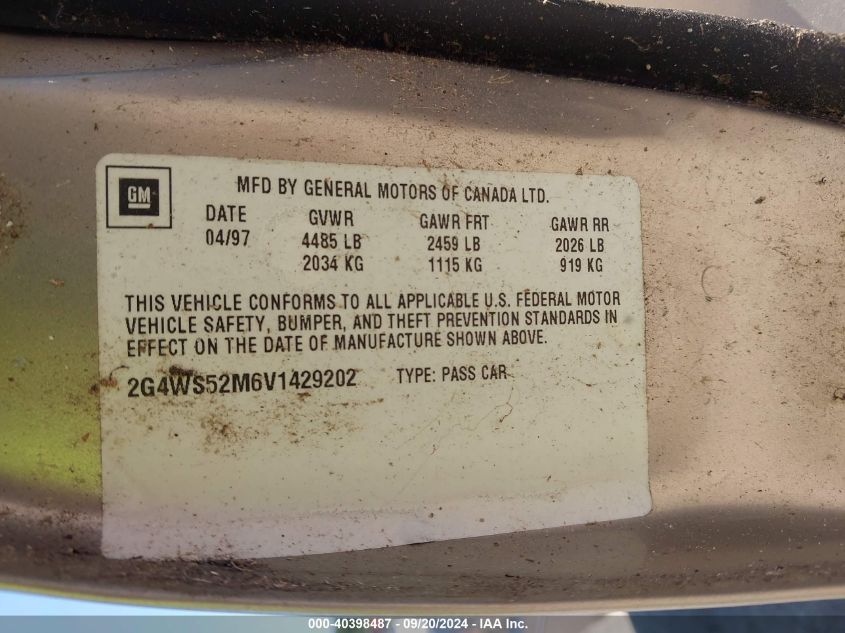 GM
MFD BY GENERAL MOTORS OF CANADA LTD.
DATE GVWR GAWR FRT GAWR RR
04/97 4485 LB 2459 LB 2026 LB
2034 KG 1115 KG 919 KG
THIS VEHICLE CONFORMS TO ALL APPLICABLE U.S. FEDERAL MOTOR
VEHICLE SAFETY, BUMPER, AND THEFT PREVENTION STANDARDS IN
EFFECT ON THE DATE OF MANUFACTURE SHOWN ABOVE.
2G4WS52M6V1429202 TYPE: PASS CAR
000-40398487 - 09/20/2024 - IAA Inc.